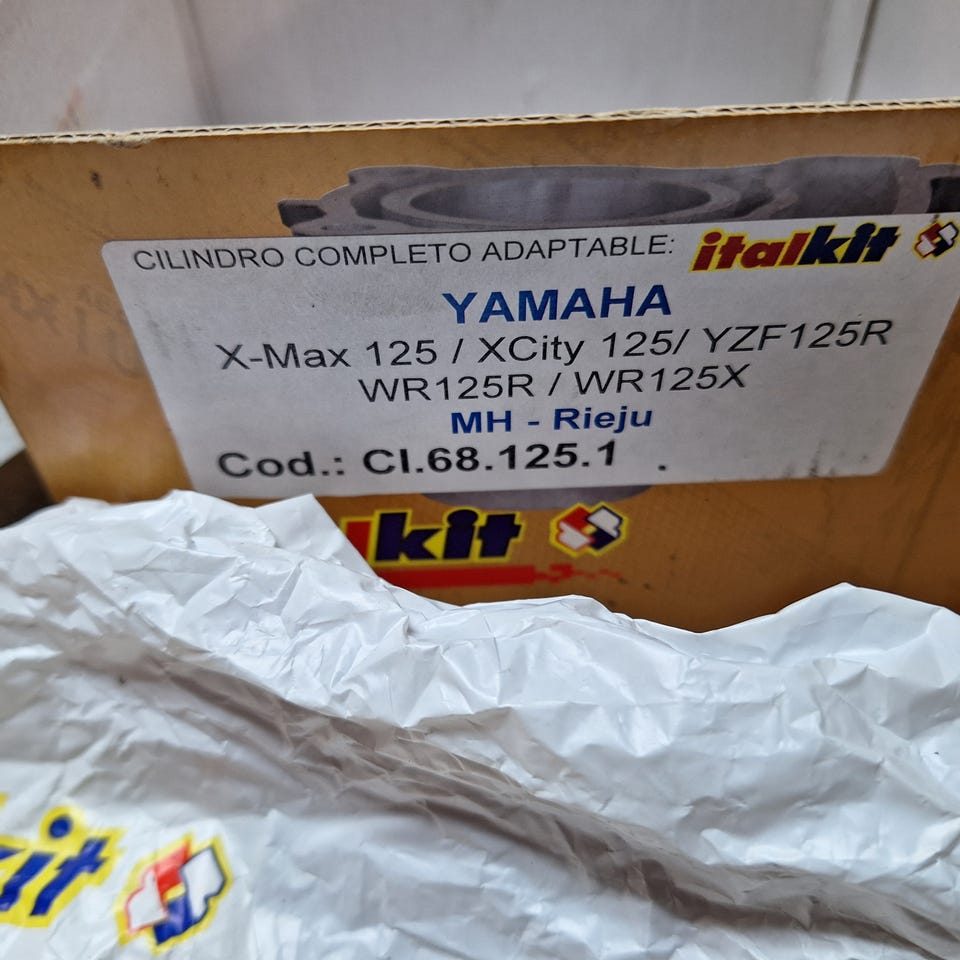 CILINDRO COMPLETO ADAPTABLE: italkit
YAMAHA
X-Max 125 / XCity 125/ YZF125R
WR125R / WR125X
MH - Rieju
Cod.: CI.68.125.1 .
lkit
kit